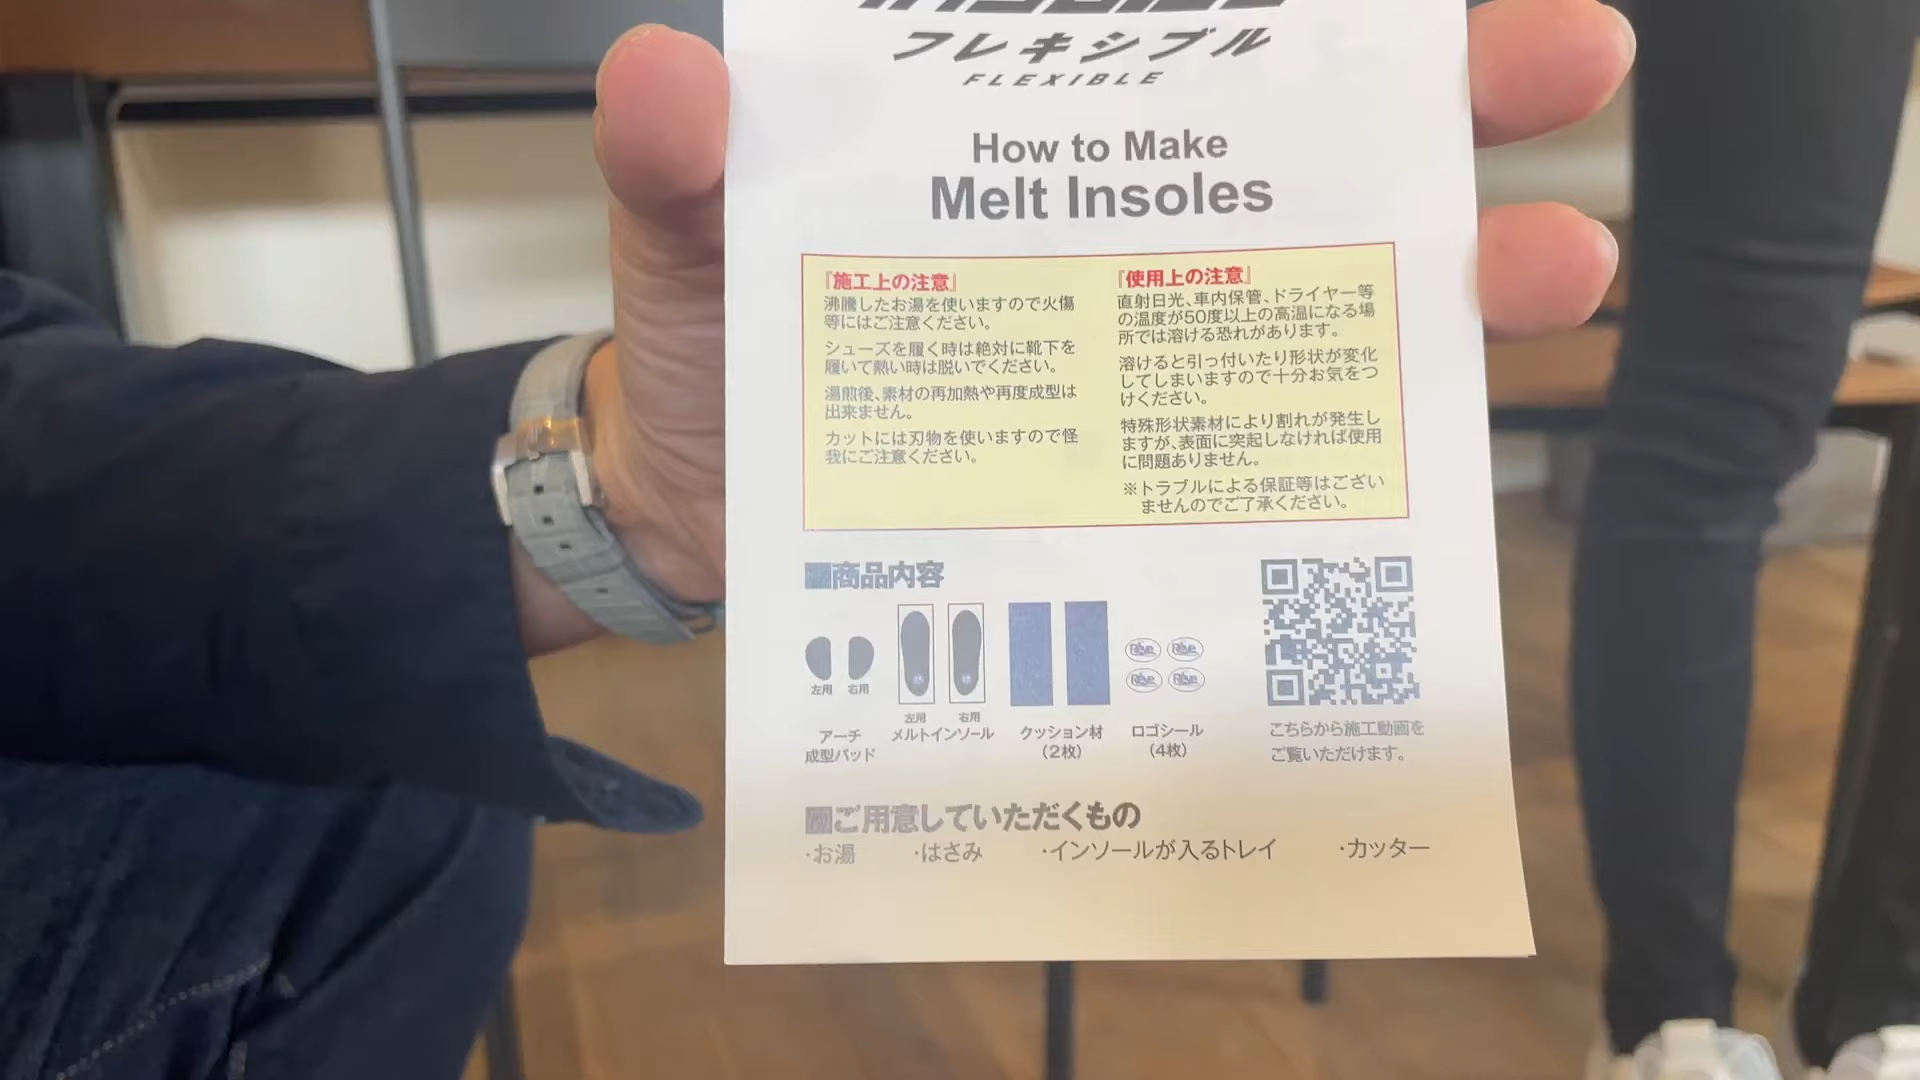 フレキシブル
FLEXIBLE
How to Make
Melt Insoles
『施工上の注意』
沸騰したお湯を使いますので火傷
等にはご注意ください。
シューズを履く時は絶対に靴下を
履いて熱い時は脱いでください。
湯煎後、素材の再加熱や再度成型は
出来ません。
カットには刃物を使いますので怪
我にご注意ください。
『使用上の注意』
直射日光、車内保管、ドライヤー等
の温度が50度以上の高温になる場
所では溶ける恐れがあります。
溶けると引っ付いたり形状が変化
してしまいますので十分お気をつ
けください。
特殊形状素材により割れが発生し
ますが、表面に突起しなければ使用
に問題ありません。
※トラブルによる保証等はござい
ませんのでご了承ください。
■商品内容
左用 右用
アーチ
成型パッド
左用 右用
メルトインソール
クッション材
(2枚)
Rêve Rêve
Rêve Rêve
ロゴシール
(4枚)
こちらから施工動画を
ご覧いただけます。
■ご用意していただくもの
・お湯 ・はさみ ・インソールが入るトレイ ・カッター